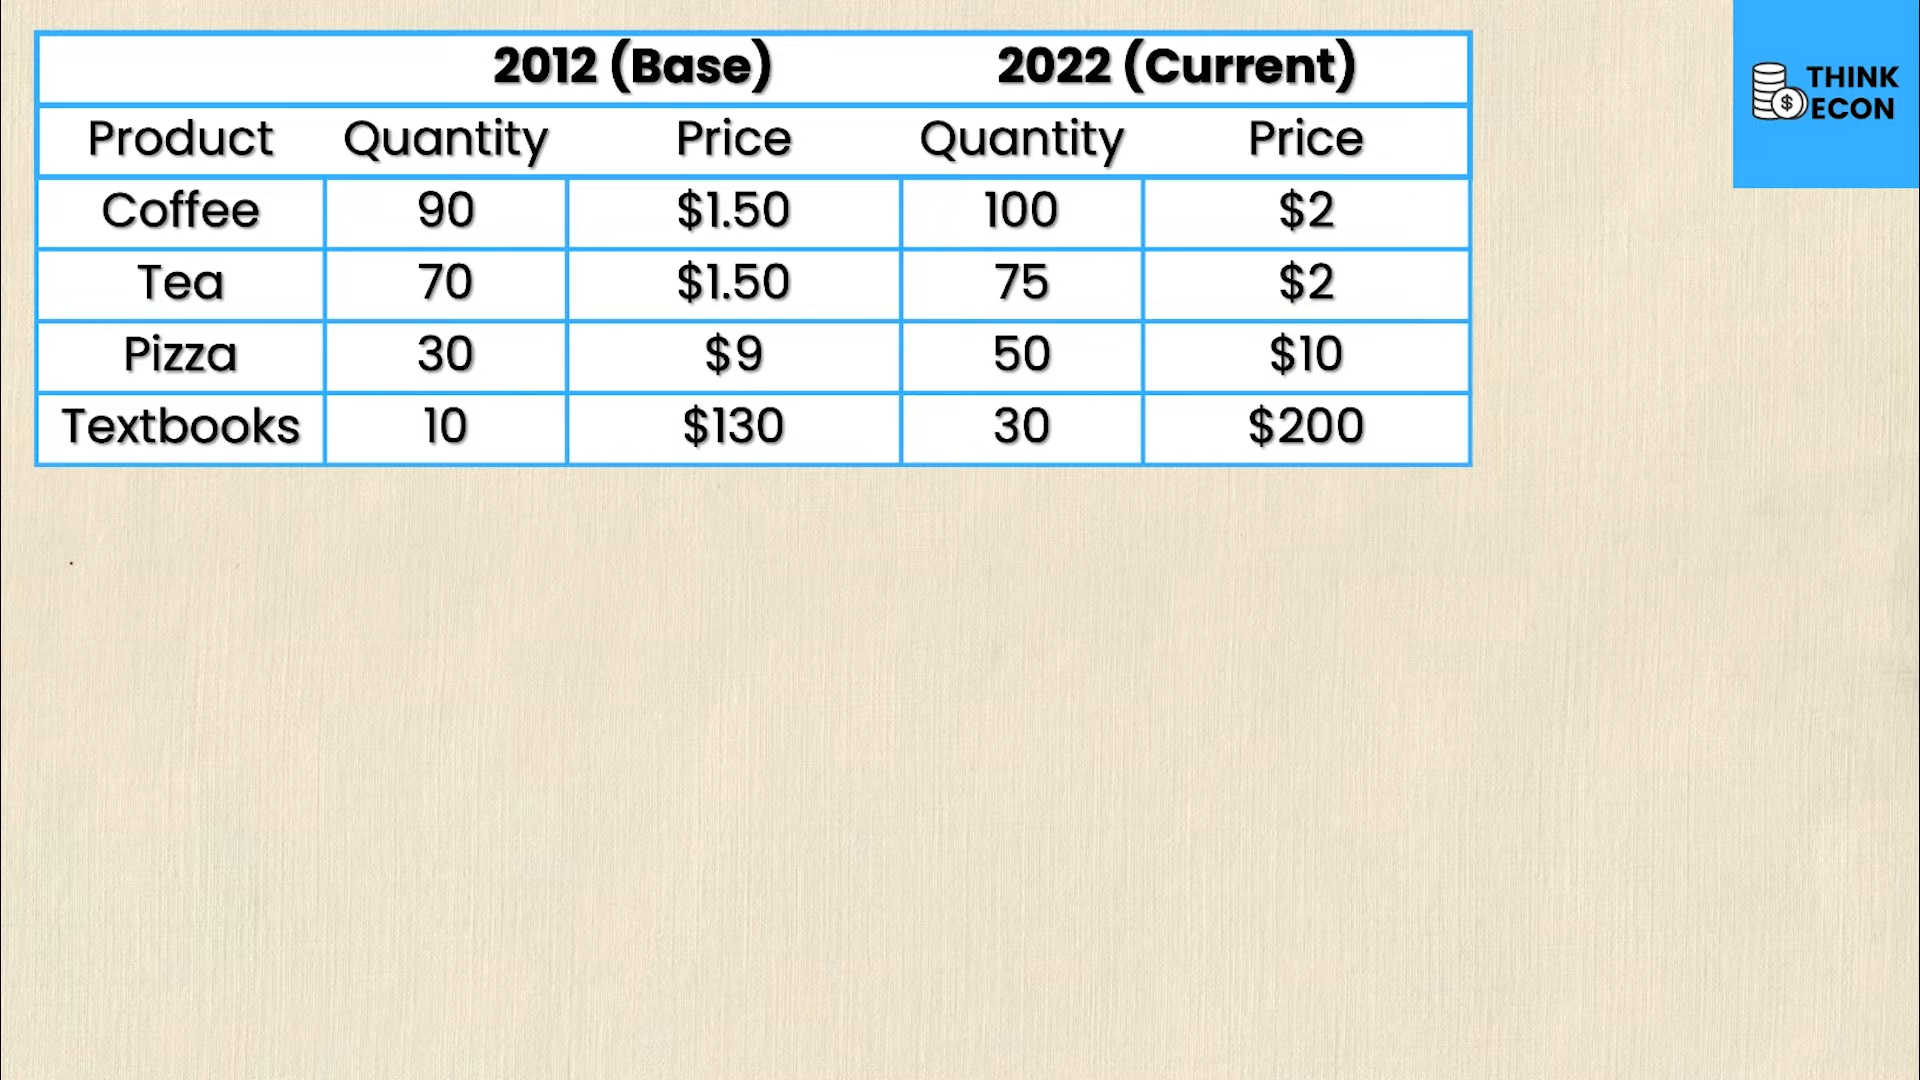 2012 (Base) 2022 (Current)
Product Quantity Price Quantity Price
Coffee 90 $1.50 100 $2
Tea 70 $1.50 75 $2
Pizza 30 $9 50 $10
Textbooks 10 $130 30 $200
THINK
$ ECON